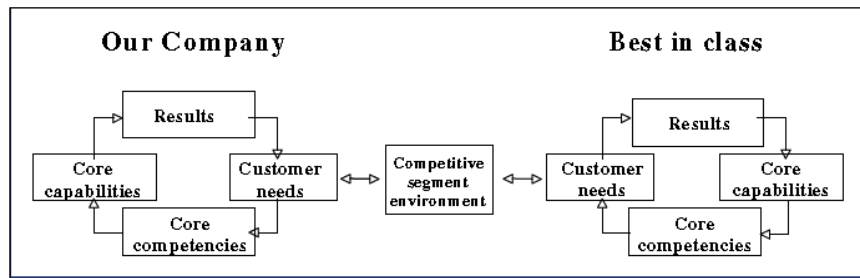 Our Company
Best in class
Results
Core
capabilities
Customer
needs
Core
competencies
Competitive
segment
environment
Results
Customer
needs
Core
capabilities
Core
competencies